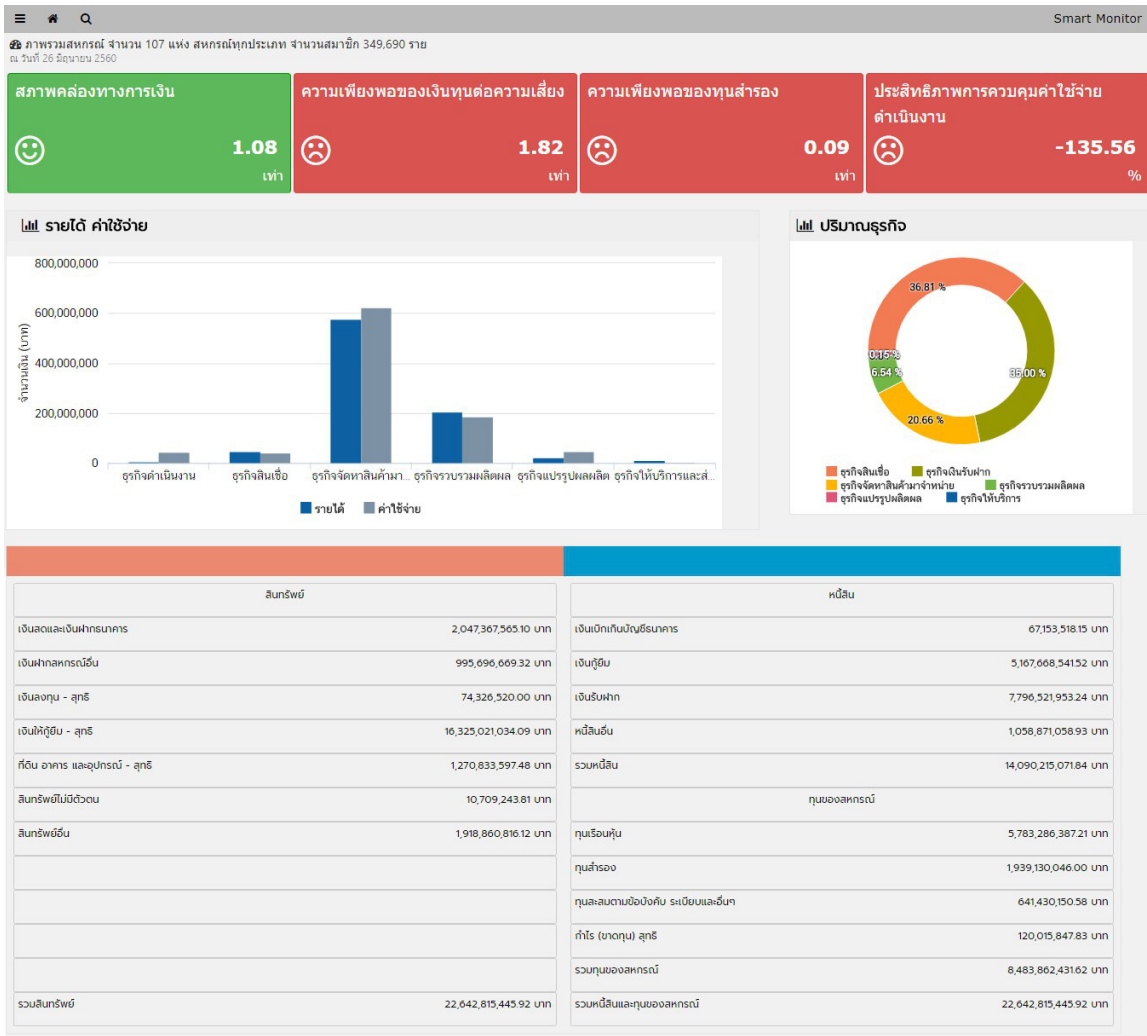 Smart Monitor
ภาพรวมสหกรณ์ จำนวน 107 แห่ง สหกรณ์ทุกประเภท จำนวนสมาชิก 349,690 ราย
ณ วันที่ 26 มิถุนายน 2560
สภาพคล่องทางการเงิน
1.08
เท่า
ความเพียงพอของเงินทุนต่อความเสี่ยง
1.82
เท่า
ความเพียงพอของทุนสำรอง
0.09
เท่า
ประสิทธิภาพการควบคุมค่าใช้จ่าย
ดำเนินงาน
-135.56
%
รายได้ ค่าใช้จ่าย
จำนวนเงิน (บาท)
800,000,000
600,000,000
400,000,000
200,000,000
0
ธุรกิจดำเนินงาน ธุรกิจสินเชื่อ ธุรกิจจัดหาสินค้ามา... ธุรกิจรวบรวมผลิตผล ธุรกิจแปรรูปผลผลิต ธุรกิจให้บริการและส่...
รายได้ ค่าใช้จ่าย
ปริมาณธุรกิจ
36.81 %
0.15%
6.54 %
35.00 %
20.66 %
ธุรกิจสินเชื่อ ธุรกิจเงินรับฝาก
ธุรกิจจัดหาสินค้ามาจำหน่าย ธุรกิจรวบรวมผลิตผล
ธุรกิจแปรรูปผลิตผล ธุรกิจให้บริการ
สินทรัพย์
เงินสดและเงินฝากธนาคาร 2,047,367,565.10 บาท
เงินฝากสหกรณ์อื่น 995,696,669.32 บาท
เงินลงทุน - สุทธิ 74,326,520.00 บาท
เงินให้กู้ยืม - สุทธิ 16,325,021,034.09 บาท
ที่ดิน อาคาร และอุปกรณ์ - สุทธิ 1,270,833,597.48 บาท
สินทรัพย์ไม่มีตัวตน 10,709,243.81 บาท
สินทรัพย์อื่น 1,918,860,816.12 บาท
รวมสินทรัพย์ 22,642,815,445.92 บาท
หนี้สิน
เงินเบิกเกินบัญชีธนาคาร 67,153,518.15 บาท
เงินกู้ยืม 5,167,668,541.52 บาท
เงินรับฝาก 7,796,521,953.24 บาท
หนี้สินอื่น 1,058,871,058.93 บาท
รวมหนี้สิน 14,090,215,071.84 บาท
ทุนของสหกรณ์
ทุนเรือนหุ้น 5,783,286,387.21 บาท
ทุนสำรอง 1,939,130,046.00 บาท
ทุนสะสมตามข้อบังคับ ระเบียบและอื่นๆ 641,430,150.58 บาท
กำไร (ขาดทุน) สุทธิ 120,015,847.83 บาท
รวมทุนของสหกรณ์ 8,483,862,431.62 บาท
รวมหนี้สินและทุนของสหกรณ์ 22,642,815,445.92 บาท